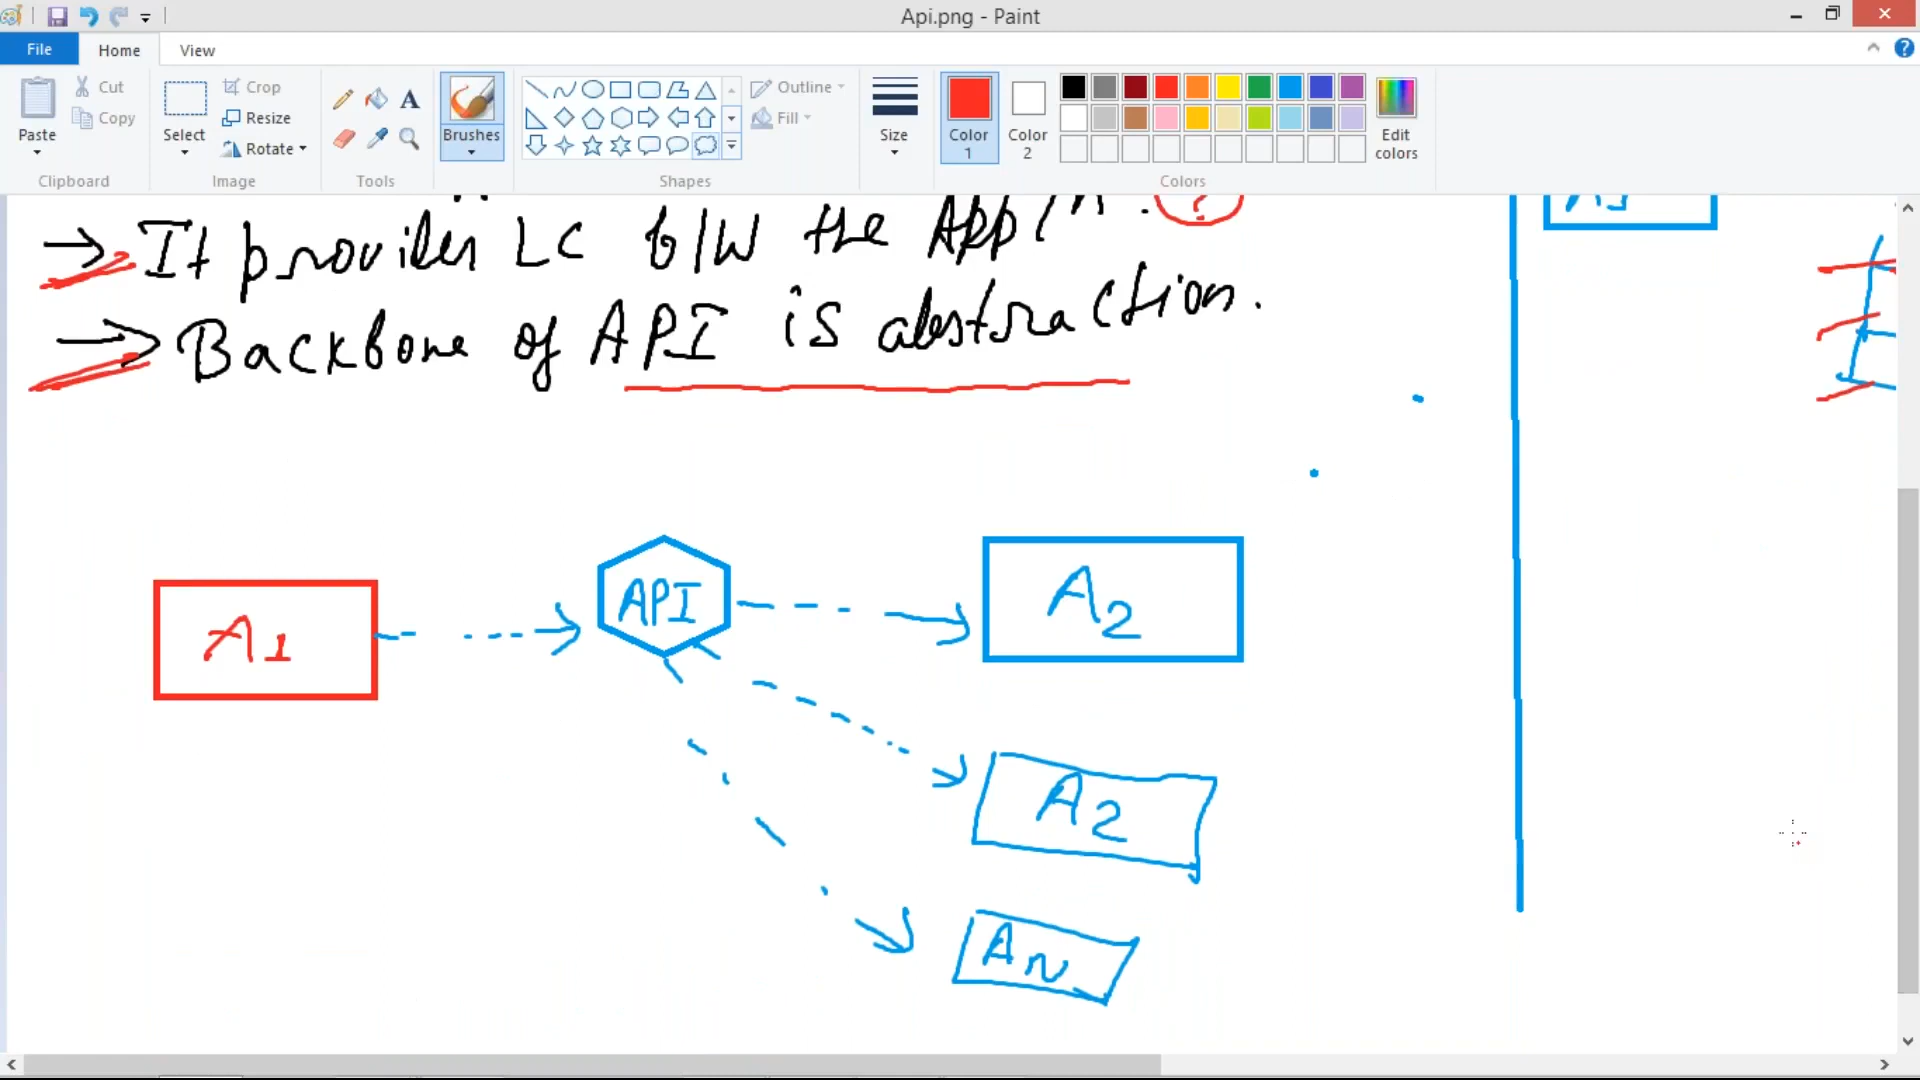 Api.png - Paint
File Home View
Paste
Cut
Copy
Clipboard
Select
Crop
Resize
Rotate
Image
Tools
Brushes
Shapes
Outline
Fill
Size
Color 1
Color 2
Edit colors
Colors
→ It provides LC b/w the App/n. ?
→ Backbone of API is abstraction.
A1
API
A2
A2
AN